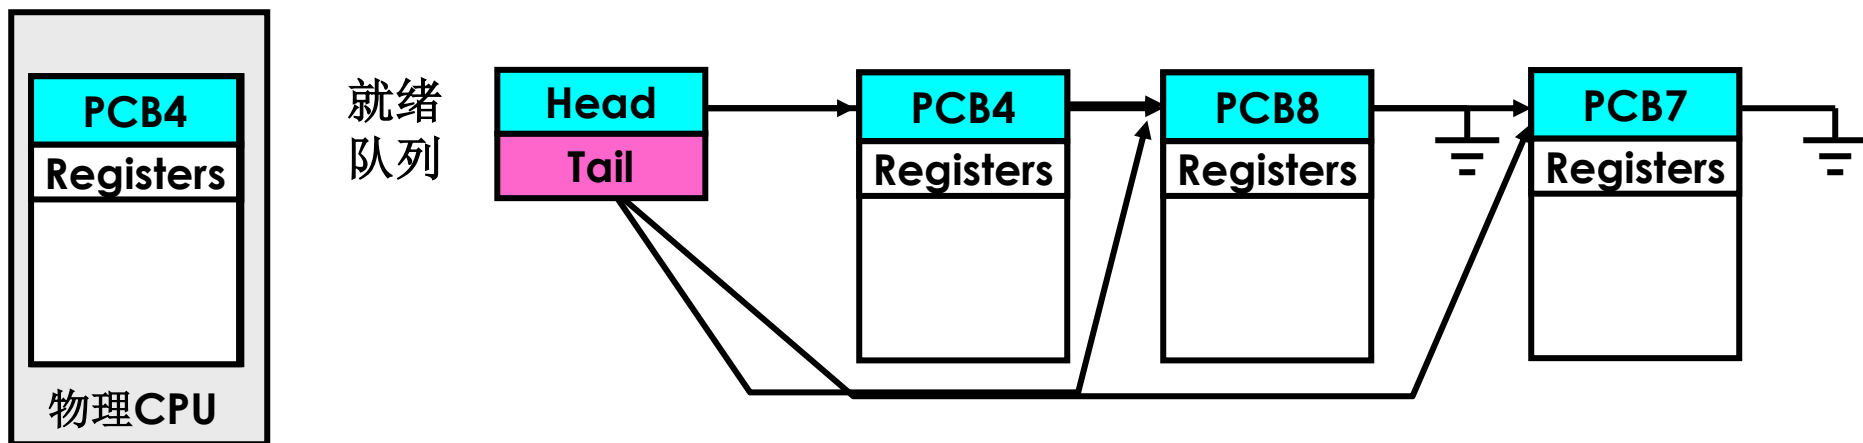 PCB4
Registers
物理CPU
就绪
队列
Head
Tail
PCB4
Registers
PCB8
Registers
PCB7
Registers